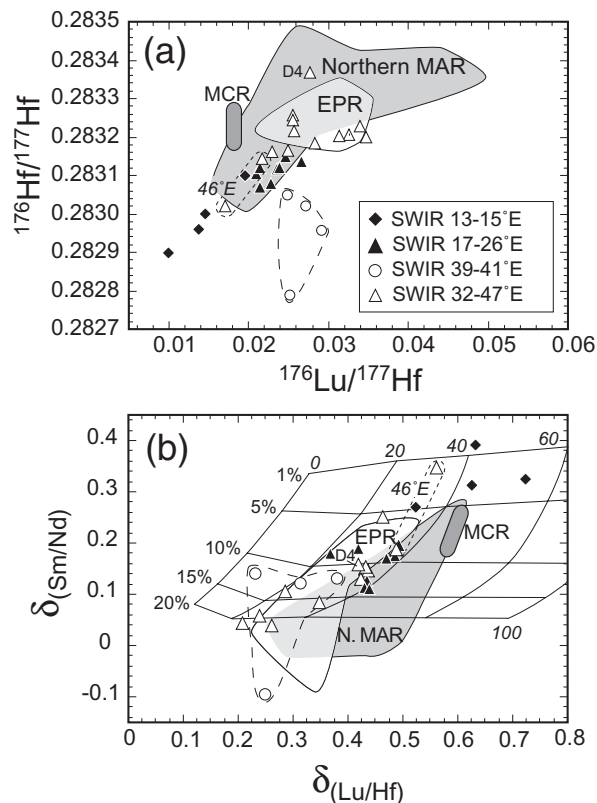 0.2835
(a)
D4
Northern MAR
0.2834
MCR
EPR
0.2833
0.2832
0.2831
46˚E
0.2830
0.2829
0.2828
0.2827
¹⁷⁶Hf/¹⁷⁷Hf
SWIR 13-15˚E
SWIR 17-26˚E
SWIR 39-41˚E
SWIR 32-47˚E
0.01 0.02 0.03 0.04 0.05 0.06
¹⁷⁶Lu/¹⁷⁷Hf
(b)
0.4
0.3
0.2
0.1
0
-0.1
δ(Sm/Nd)
0 20 40 60
1%
5%
10%
15%
20%
46˚E
EPR
D4
MCR
N. MAR
100
0 0.1 0.2 0.3 0.4 0.5 0.6 0.7 0.8
δ(Lu/Hf)